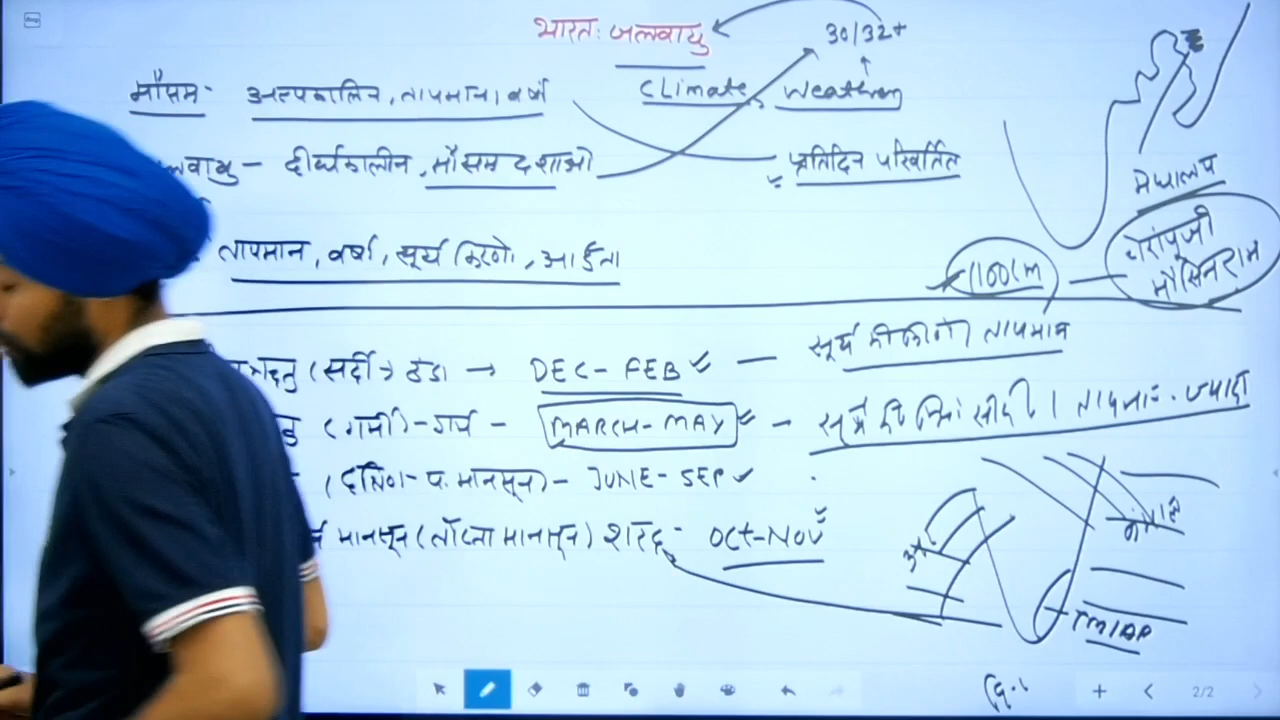 भारतः जलवायु 30/32+
मौसम- अल्पकालिन, तापमान, वर्षा Climate, Weather
दीर्घकालीन, मौसम दशाओ प्रतिदिन परिवर्तित
मेघालय
तापमान, वर्षा, सूर्य किरणे, आर्द्रता
1100cm चेरापूंजी
मौसिनराम
(सर्दी) ठंडा → DEC-FEB — सूर्य की किरणे । तापमान
(गर्मी)-गर्म - MARCH-MAY - सूर्य की किरणे सीधी । तापमान- ज्यादा
(दक्षिण-प. मानसून)- JUNE-SEP
मानसून (लौटता मानसून) शरद- OCT-NOV
TN/AP
2/2